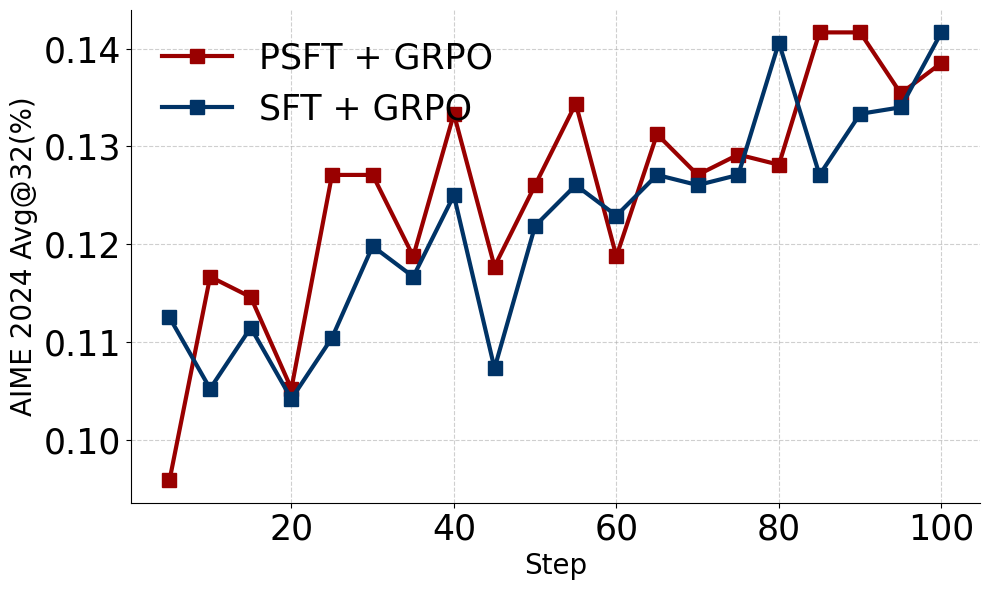 PSFT + GRPO
SFT + GRPO
AIME 2024 Avg@32(%)
0.14
0.13
0.12
0.11
0.10
20 40 60 80 100
Step